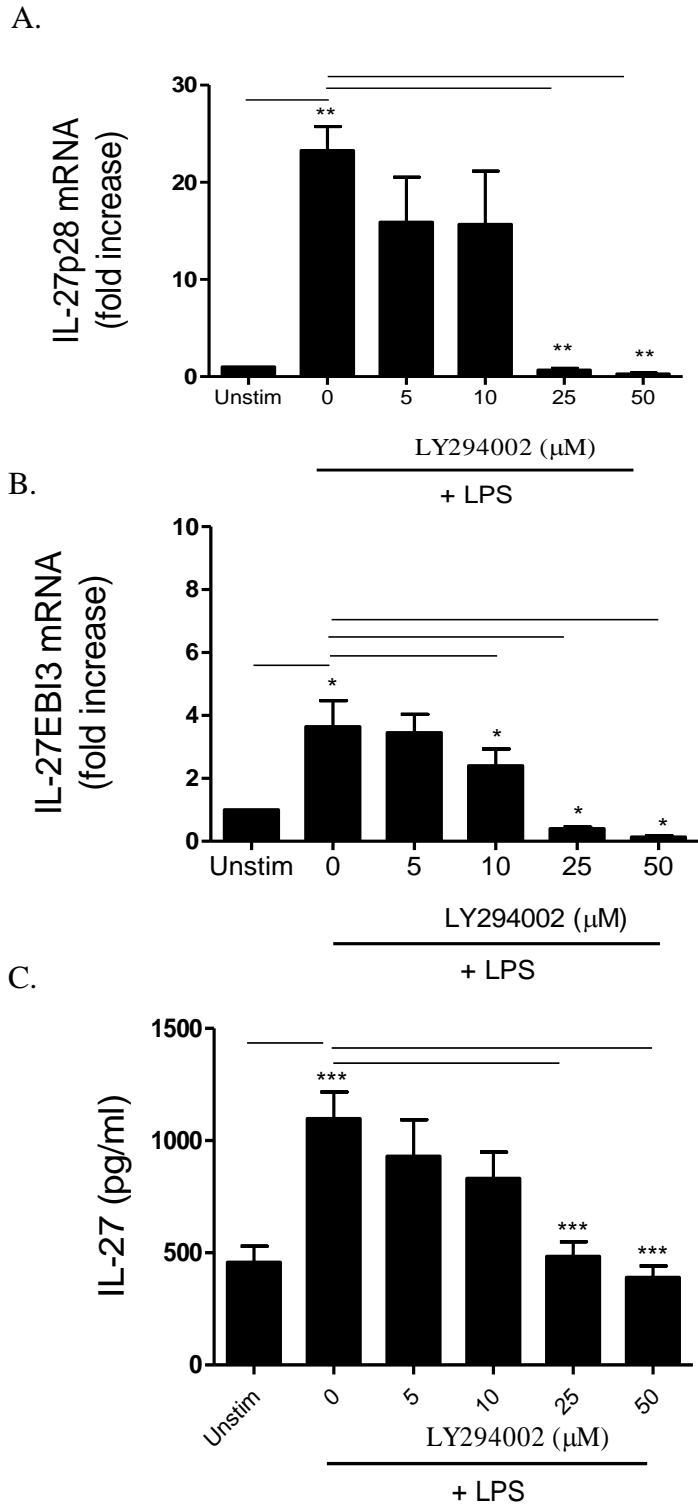 A.
IL-27p28 mRNA
(fold increase)
30
20
10
0
**
**
**
Unstim 0 5 10 25 50
LY294002 (μM)
+ LPS
B.
IL-27EBI3 mRNA
(fold increase)
10
8
6
4
2
0
*
*
*
*
Unstim 0 5 10 25 50
LY294002 (μM)
+ LPS
C.
IL-27 (pg/ml)
1500
1000
500
0
***
***
***
Unstim 0 5 10 25 50
LY294002 (μM)
+ LPS